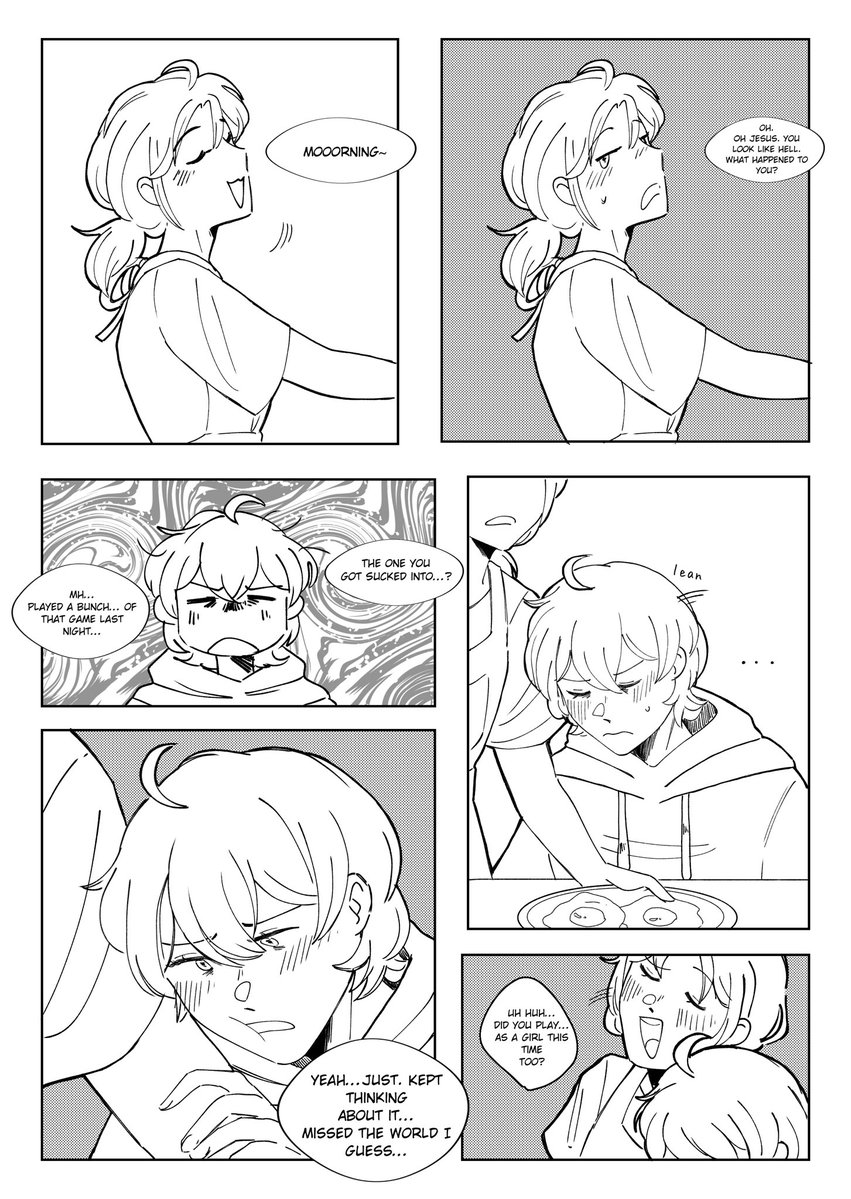 MOOORNING~
OH.
OH JESUS. YOU
LOOK LIKE HELL.
WHAT HAPPENED TO
YOU?
MH...
PLAYED A BUNCH... OF
THAT GAME LAST
NIGHT...
THE ONE YOU
GOT SUCKED INTO...?
lean
...
YEAH...JUST. KEPT
THINKING
ABOUT IT...
MISSED THE WORLD I
GUESS...
UH HUH...
DID YOU PLAY...
AS A GIRL THIS
TIME
TOO?